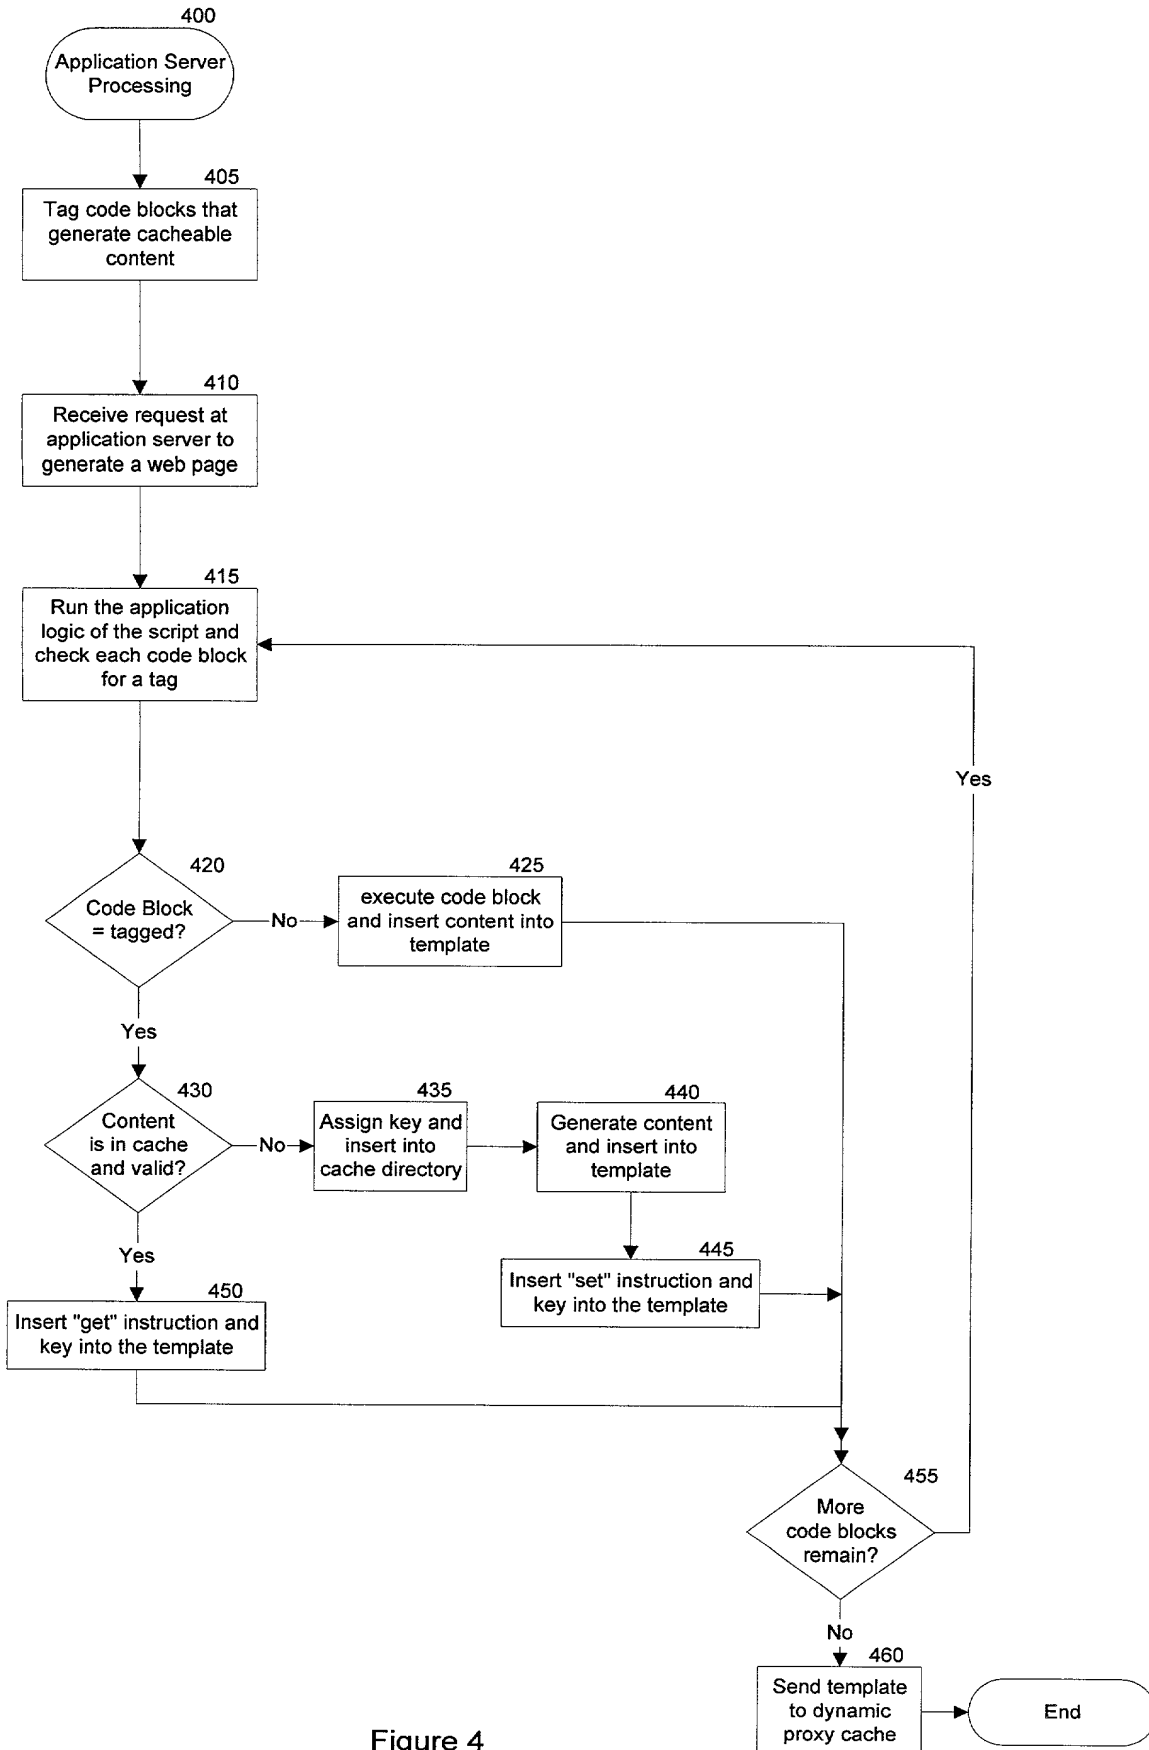 400
Application Server
Processing
405
Tag code blocks that
generate cacheable
content
410
Receive request at
application server to
generate a web page
415
Run the application
logic of the script and
check each code block
for a tag
Yes
420
Code Block
= tagged?
No
425
execute code block
and insert content into
template
Yes
430
Content
is in cache
and valid?
No
435
Assign key and
insert into
cache directory
440
Generate content
and insert into
template
445
Insert "set" instruction and
key into the template
Yes
450
Insert "get" instruction and
key into the template
455
More
code blocks
remain?
No
460
Send template
to dynamic
proxy cache
End
Figure 4